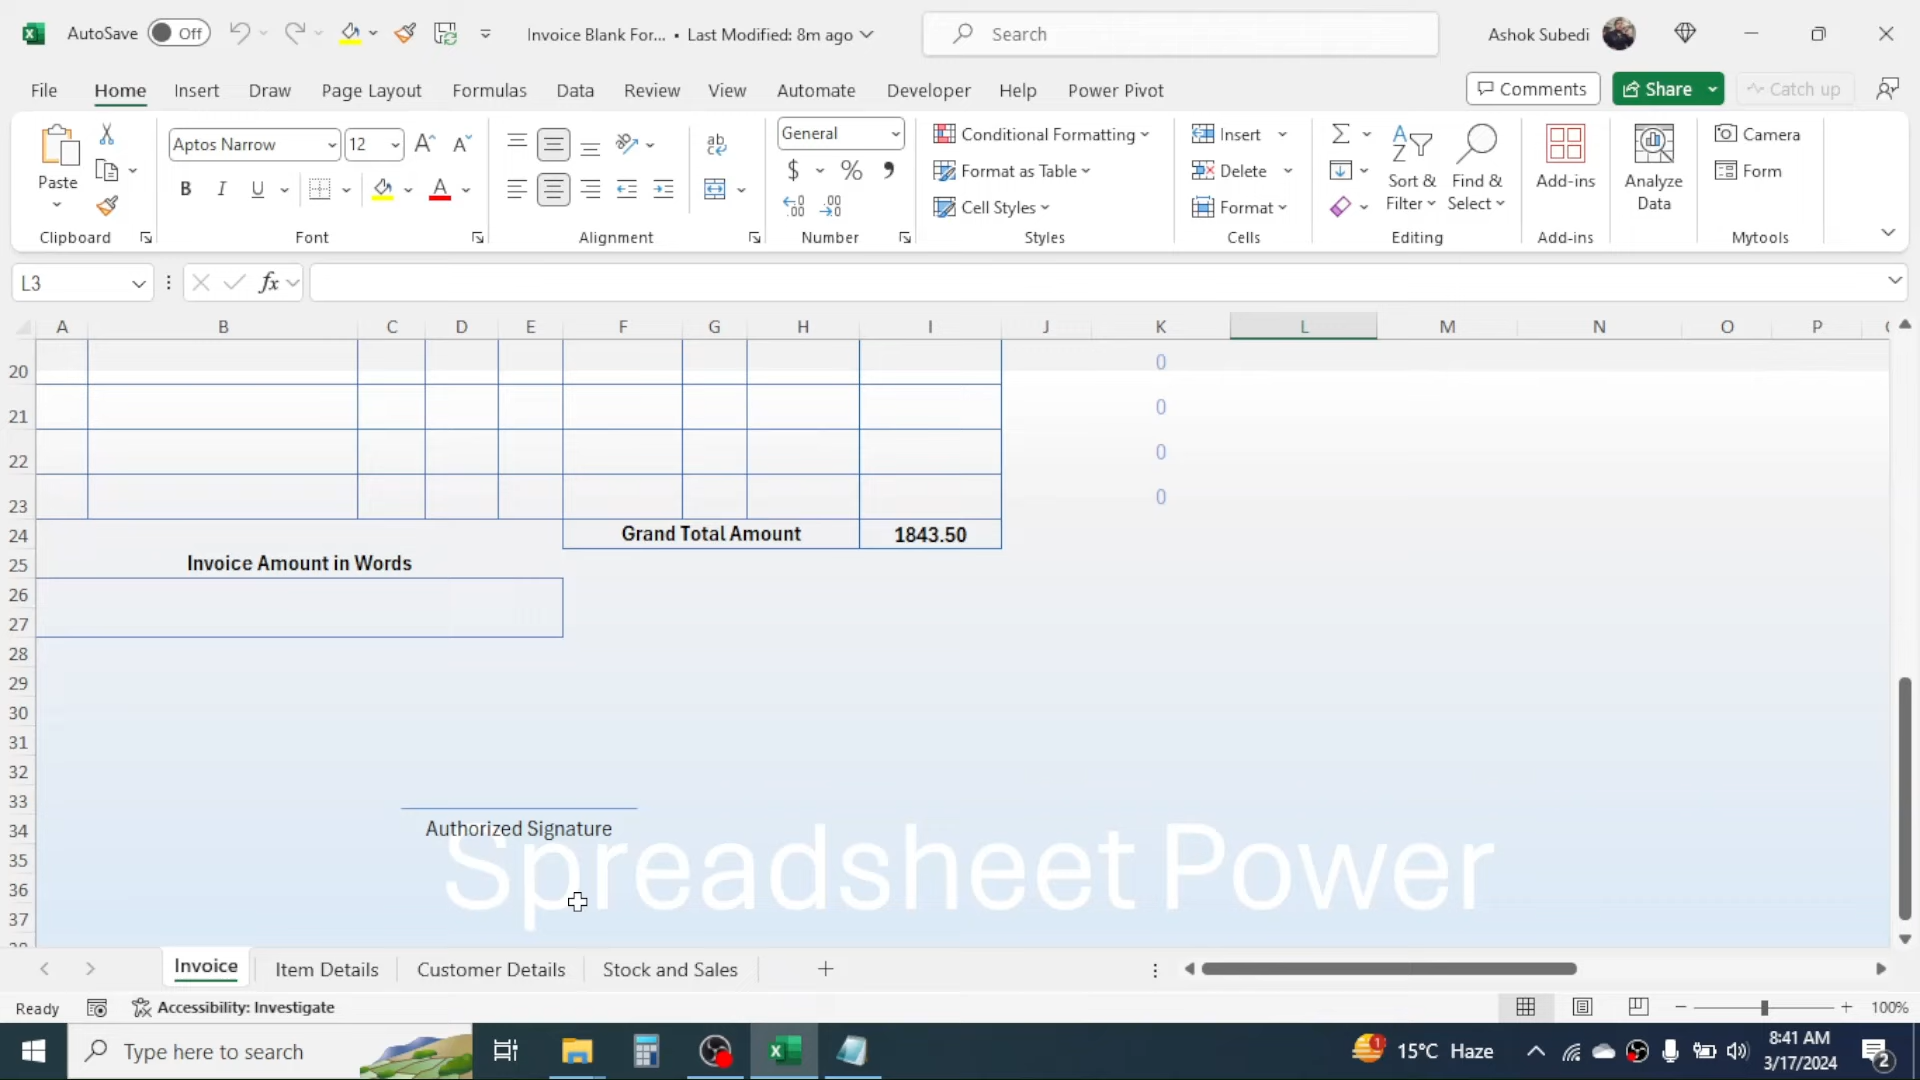 AutoSave Off Invoice Blank For... • Last Modified: 8m ago Search Ashok Subedi
File Home Insert Draw Page Layout Formulas Data Review View Automate Developer Help Power Pivot Comments Share Catch up
Paste
Clipboard
Aptos Narrow 12
B I U
Font
Alignment
General
$ % ,
Number
Conditional Formatting
Format as Table
Cell Styles
Styles
Insert
Delete
Format
Cells
Sort & Filter
Find & Select
Editing
Add-ins
Add-ins
Analyze Data
Camera
Form
Mytools
L3 fx
A B C D E F G H I J K L M N O P
20 0
21 0
22 0
23 0
24 Grand Total Amount 1843.50
25 Invoice Amount in Words
26
27
28
29
30
31
32
33
34 Authorized Signature
35
36
37
Spreadsheet Power
Invoice Item Details Customer Details Stock and Sales +
Ready Accessibility: Investigate 100%
Type here to search 1 15°C Haze 8:41 AM
3/17/2024 2